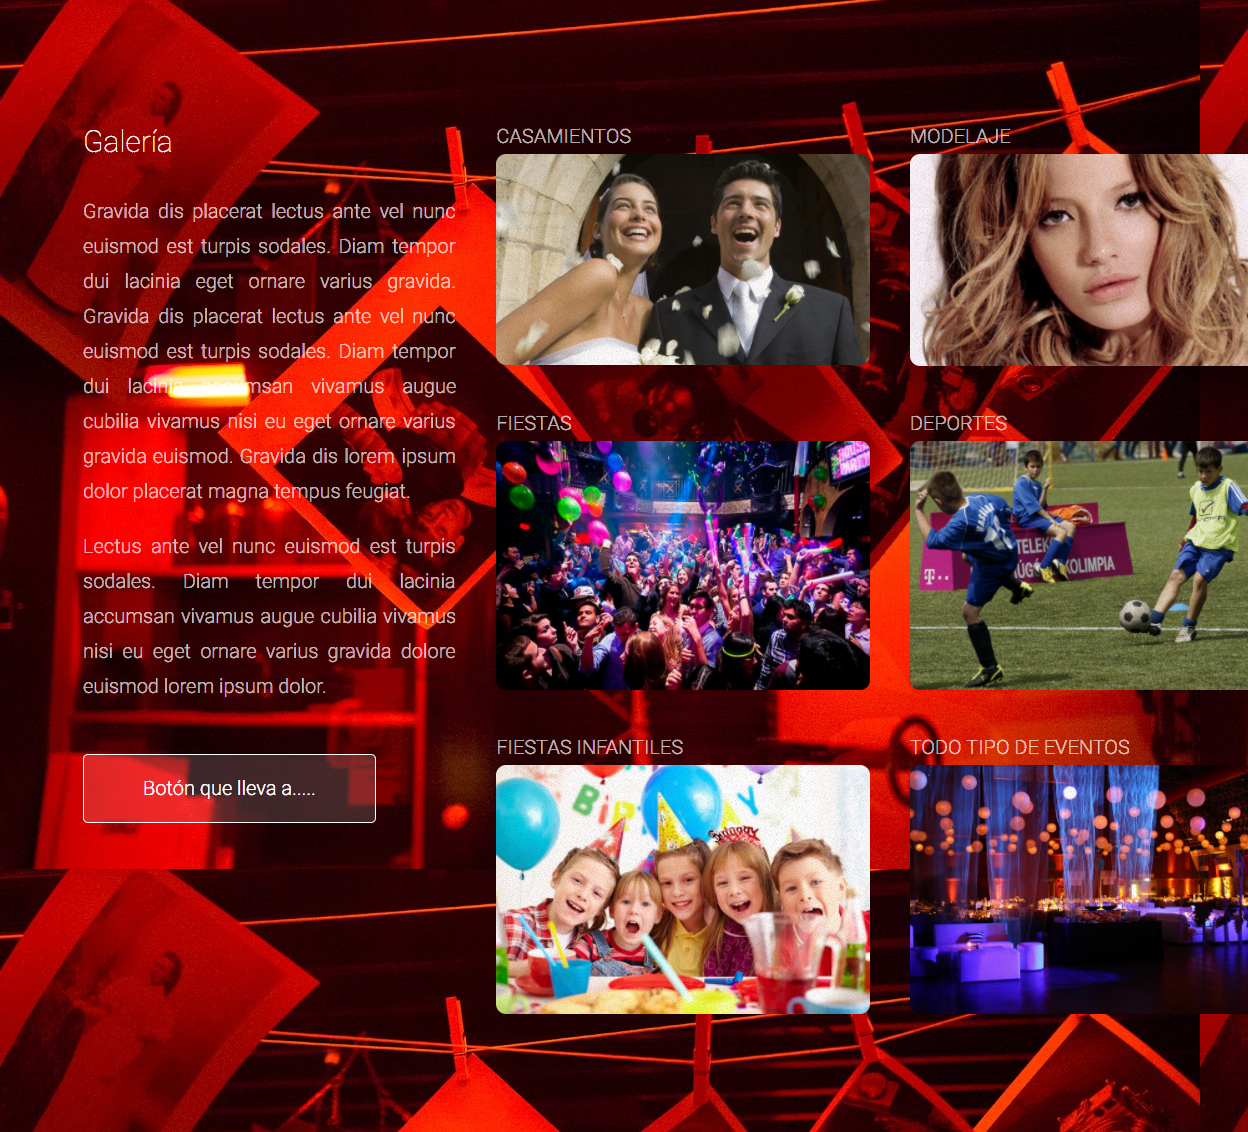 Galería
Gravida dis placerat lectus ante vel nunc
euismod est turpis sodales. Diam tempor
dui lacinia eget ornare varius gravida.
Gravida dis placerat lectus ante vel nunc
euismod est turpis sodales. Diam tempor
dui lacinia accumsan vivamus augue
cubilia vivamus nisi eu eget ornare varius
gravida euismod. Gravida dis lorem ipsum
dolor placerat magna tempus feugiat.
Lectus ante vel nunc euismod est turpis
sodales. Diam tempor dui lacinia
accumsan vivamus augue cubilia vivamus
nisi eu eget ornare varius gravida dolore
euismod lorem ipsum dolor.
Botón que lleva a.....
CASAMIENTOS
MODELAJE
FIESTAS
HOUSE
PARTY
DEPORTES
TELEK
KOLIMPIA
T··
FIESTAS INFANTILES
BIRT
AY
TODO TIPO DE EVENTOS